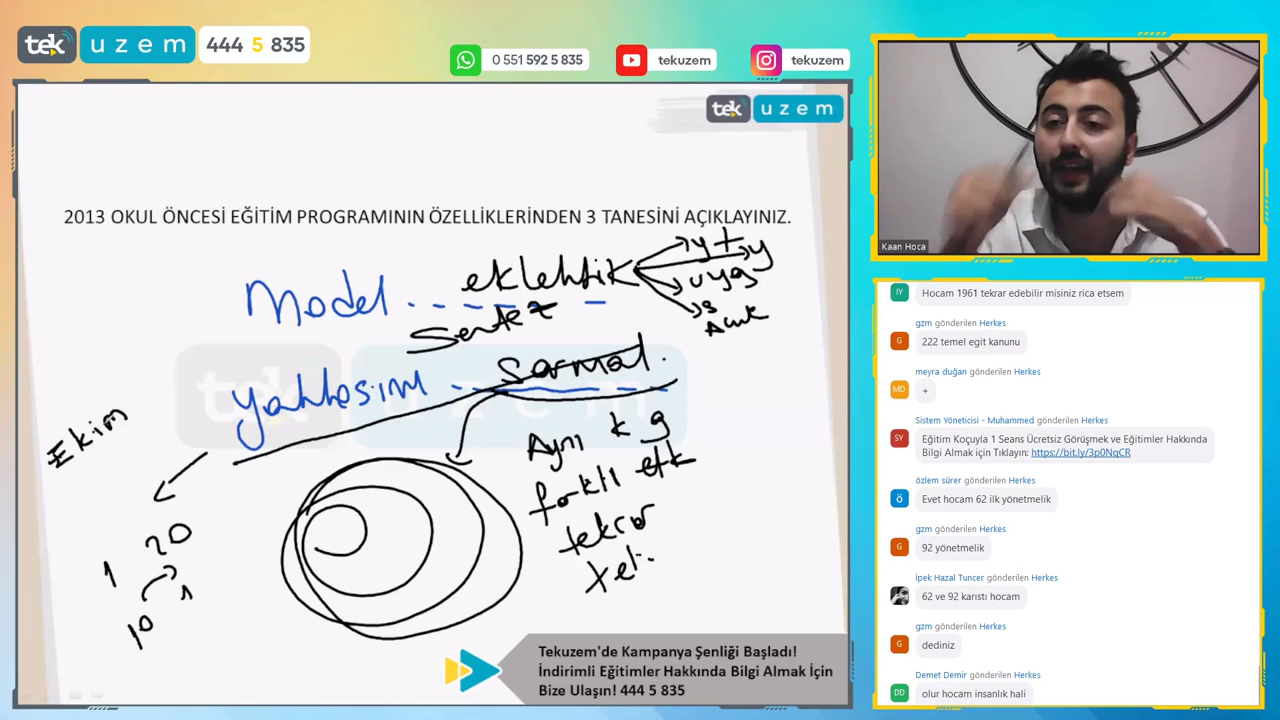 tek uzem 444 5 835
0 551 592 5 835 tekuzem tekuzem
tek uzem
2013 OKUL ÖNCESİ EĞİTİM PROGRAMININ ÖZELLİKLERİNDEN 3 TANESİNİ AÇIKLAYINIZ.
Model eklektik
Sentez
yaklaşım sarmal.
Ekim
Aynı k g
farklı etk
tekrar
1 20
10
Tekuzem'de Kampanya Şenliği Başladı!
İndirimli Eğitimler Hakkında Bilgi Almak İçin
Bize Ulaşın! 444 5 835
Kaan Hoca
IY Hocam 1961 tekrar edebilir misiniz rica etsem
gzm gönderilen Herkes
G 222 temel egit kanunu
meyra duğan gönderilen Herkes
MD +
Sistem Yöneticisi - Muhammed gönderilen Herkes
SY Eğitim Koçuyla 1 Seans Ücretsiz Görüşmek ve Eğitimler Hakkında
Bilgi Almak için Tıklayın: https://bit.ly/3p0NqCR
özlem sürer gönderilen Herkes
Ö Evet hocam 62 ilk yönetmelik
gzm gönderilen Herkes
G 92 yönetmelik
İpek Hazal Tuncer gönderilen Herkes
62 ve 92 karıstı hocam
gzm gönderilen Herkes
G dediniz
Demet Demir gönderilen Herkes
DD olur hocam insanlık hali